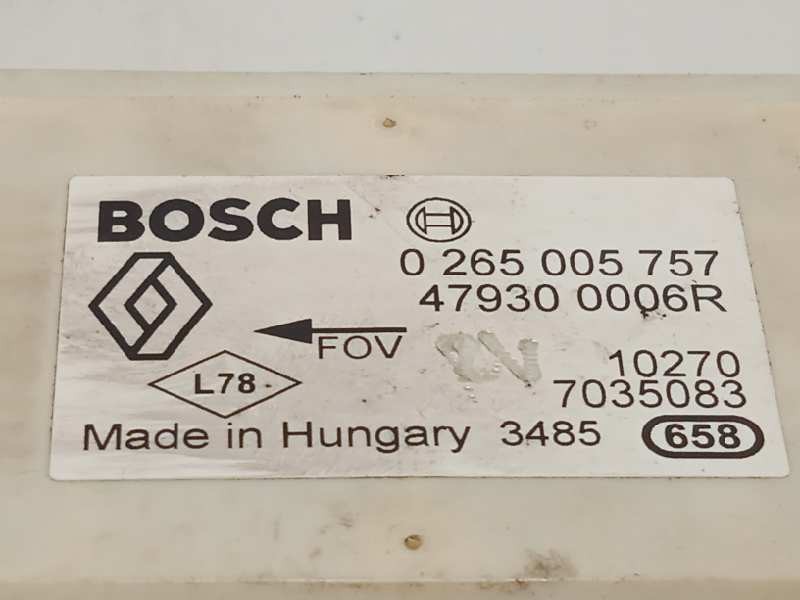 BOSCH
0 265 005 757
47930 0006R
FOV
10270
L78
7035083
Made in Hungary 3485 658